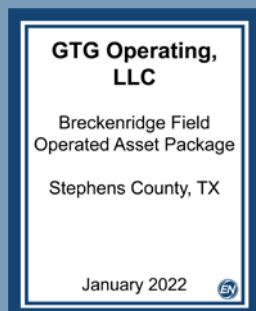 GTG Operating,
LLC
Breckenridge Field
Operated Asset Package
Stephens County, TX
January 2022
EN